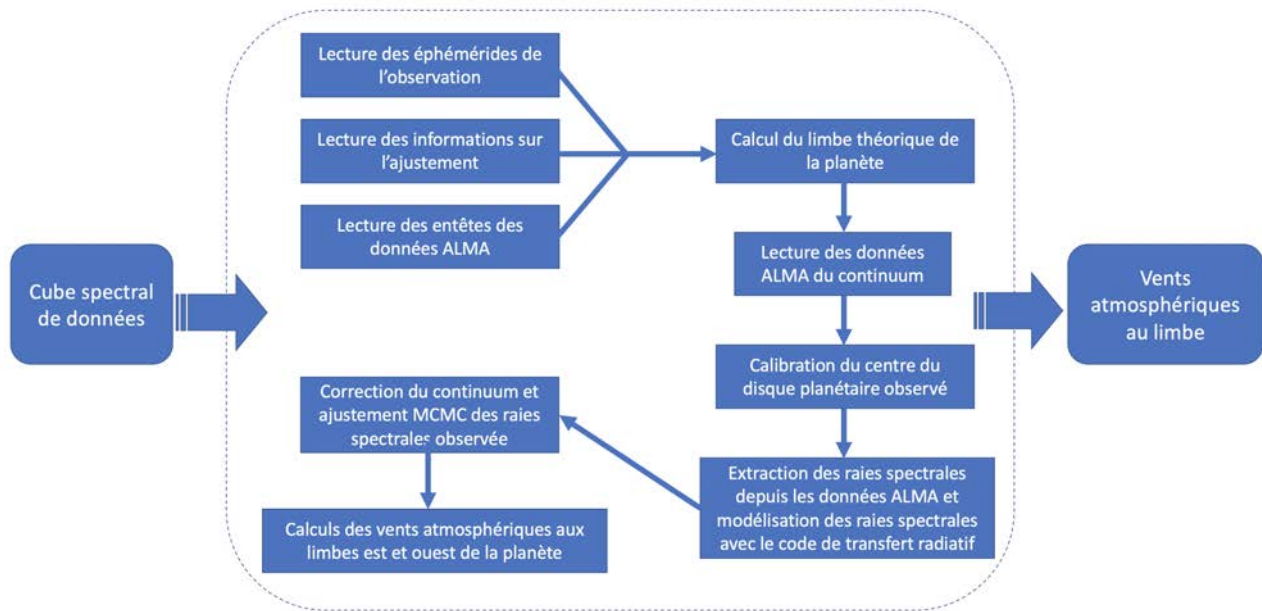 Cube spectral
de données
Lecture des éphémérides de
l'observation
Lecture des informations sur
l'ajustement
Lecture des entêtes des
données ALMA
Calcul du limbe théorique de
la planète
Lecture des données
ALMA du continuum
Calibration du centre du
disque planétaire observé
Extraction des raies spectrales
depuis les données ALMA et
modélisation des raies spectrales
avec le code de transfert radiatif
Correction du continuum et
ajustement MCMC des raies
spectrales observée
Calculs des vents atmosphériques aux
limbes est et ouest de la planète
Vents
atmosphériques
au limbe